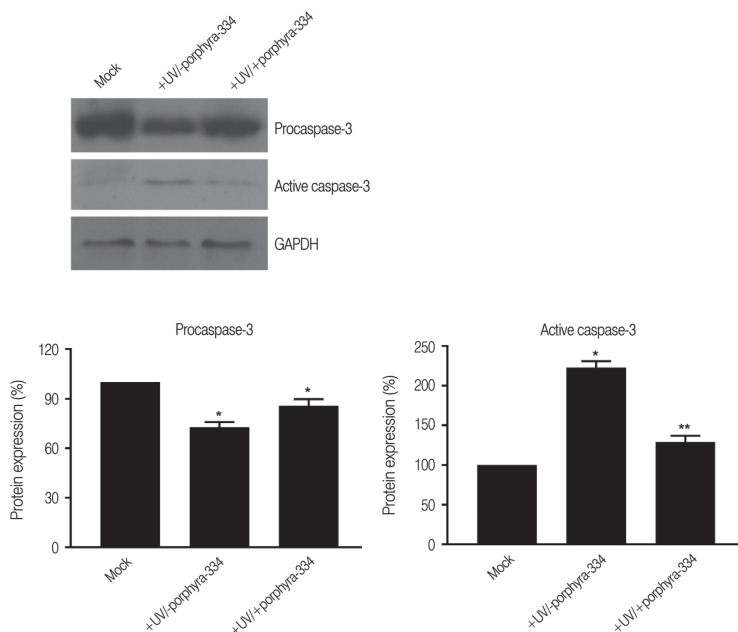 Mock
+UV/-porphyra-334
+UV/+porphyra-334
Procaspase-3
Active caspase-3
GAPDH
Procaspase-3
120
90
60
30
0
Protein expression (%)
*
*
Mock
+UV/-porphyra-334
+UV/+porphyra-334
Active caspase-3
250
200
150
100
50
0
Protein expression (%)
*
**
Mock
+UV/-porphyra-334
+UV/+porphyra-334